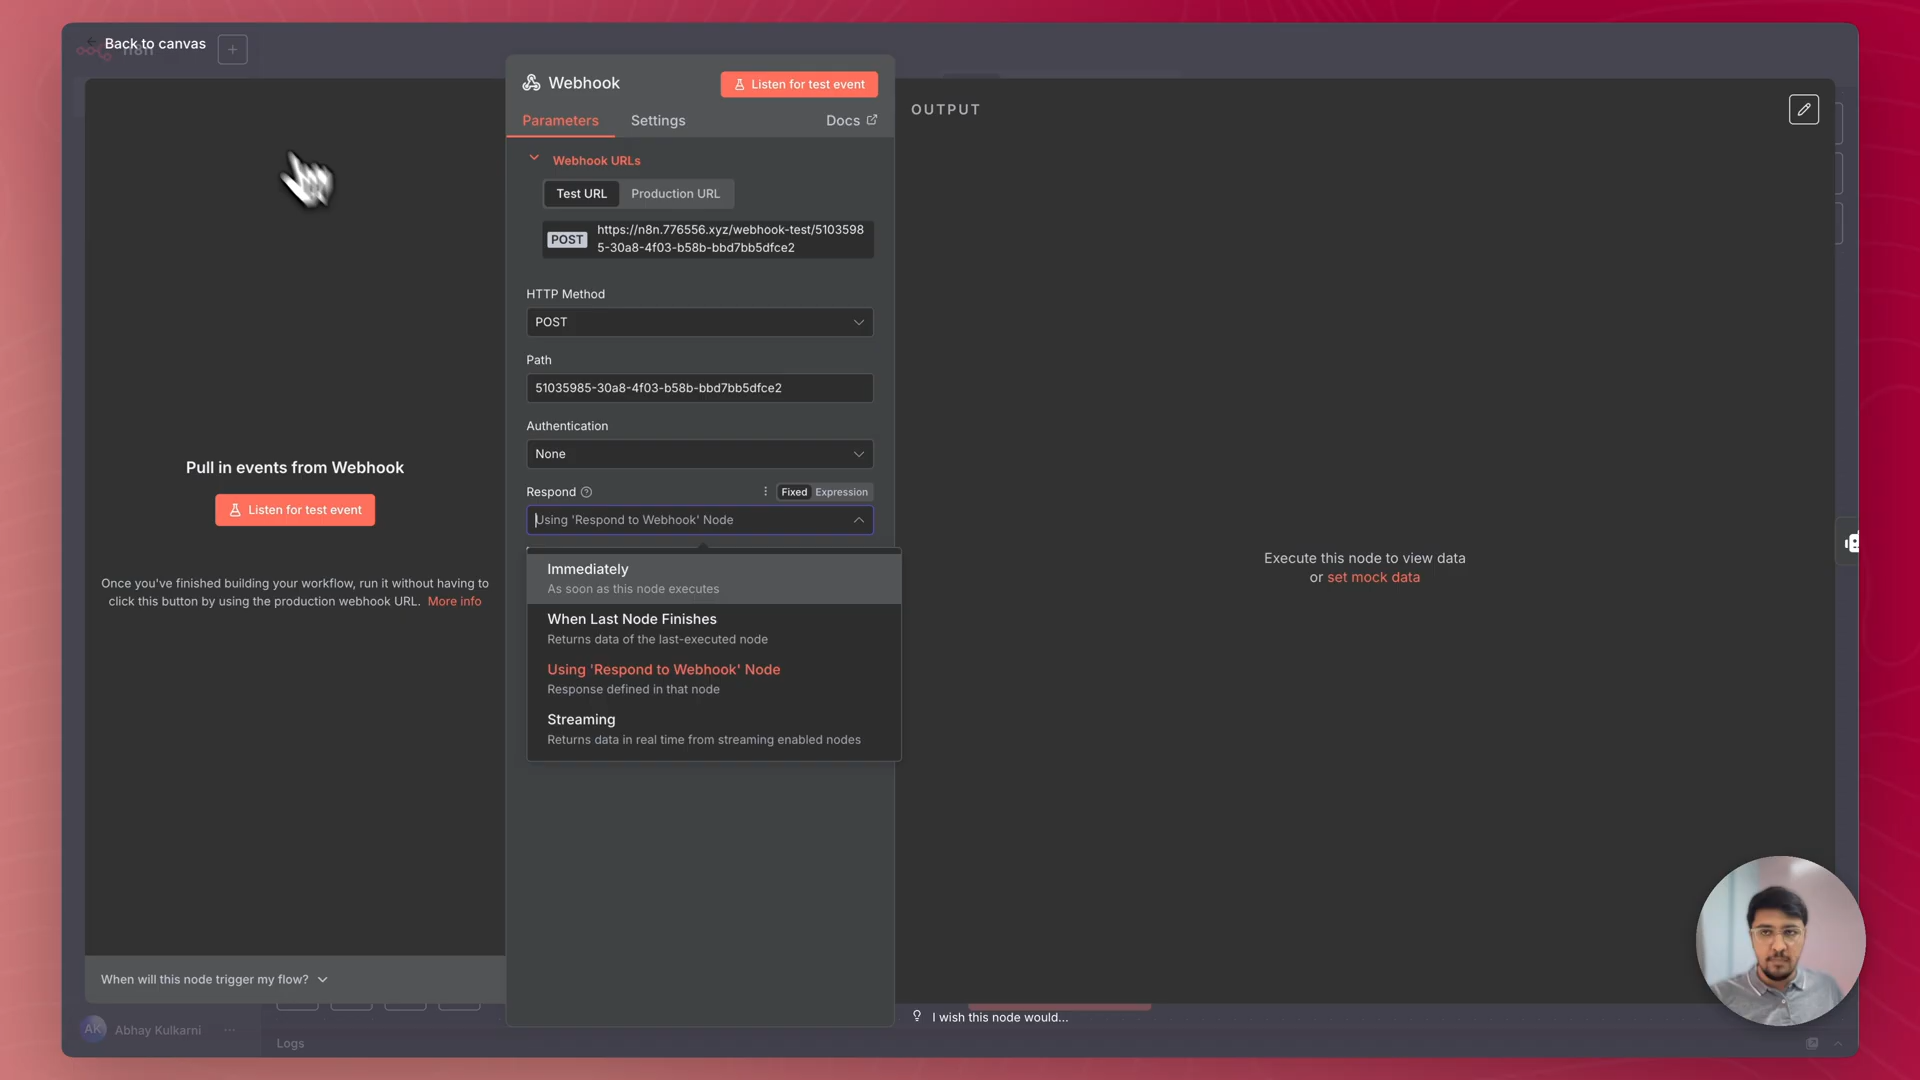 Back to canvas
n8n
+
Webhook
Listen for test event
Parameters
Settings
Docs
Webhook URLs
Test URL
Production URL
POST
https://n8n.776556.xyz/webhook-test/5103598
5-30a8-4f03-b58b-bbd7bb5dfce2
HTTP Method
POST
Path
51035985-30a8-4f03-b58b-bbd7bb5dfce2
Authentication
None
Respond
Fixed
Expression
Using 'Respond to Webhook' Node
Immediately
As soon as this node executes
When Last Node Finishes
Returns data of the last-executed node
Using 'Respond to Webhook' Node
Response defined in that node
Streaming
Returns data in real time from streaming enabled nodes
Pull in events from Webhook
Listen for test event
Once you've finished building your workflow, run it without having to
click this button by using the production webhook URL. More info
When will this node trigger my flow?
AK
Abhay Kulkarni
Logs
OUTPUT
Execute this node to view data
or set mock data
I wish this node would...